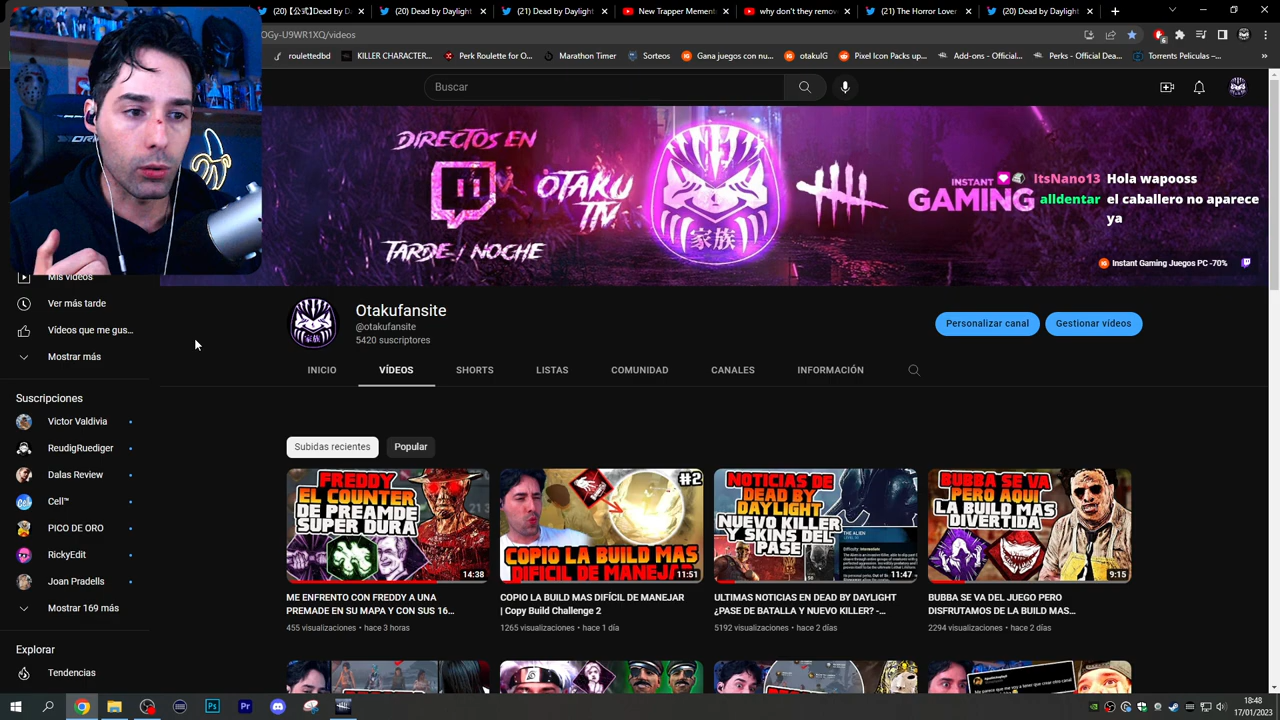 (20)【公式】Dead by Da
(20) Dead by Daylight
(21) Dead by Daylight
New Trapper Mementi
why don't they remov
(21) The Horror Lover
(20) Dead by Daylight
OGy-U9WR1XQ/videos
roulettedbd
KILLER CHARACTER...
Perk Roulette for O...
Marathon Timer
Sorteos
Gana juegos con nu...
otakuIG
Pixel Icon Packs up...
Add-ons - Official...
Perks - Official Dea...
Torrents Peliculas –...
»
Buscar
DIRECTOS EN
TARDE / NOCHE
OTAKU
TN
家族
INSTANT
GAMING
ItsNano13 Hola wapooss
alldentar el caballero no aparece
ya
Instant Gaming Juegos PC -70%
Mis vídeos
Ver más tarde
Vídeos que me gus...
Mostrar más
Suscripciones
Victor Valdivia
ReudigRuediger
Dalas Review
Cell™
PICO DE ORO
RickyEdit
Joan Pradells
Mostrar 169 más
Explorar
Tendencias
Otakufansite
@otakufansite
5420 suscriptores
Personalizar canal
Gestionar vídeos
INICIO
VÍDEOS
SHORTS
LISTAS
COMUNIDAD
CANALES
INFORMACIÓN
Subidas recientes
Popular
FREDDY
EL COUNTER
DE PREAMDE
SUPER DURA
14:38
ME ENFRENTO CON FREDDY A UNA
PREMADE EN SU MAPA Y CON SUS 16...
455 visualizaciones • hace 3 horas
#2
COPIO LA BUILD MAS
DIFICIL DE MANEJAR
11:51
COPIO LA BUILD MAS DIFÍCIL DE MANEJAR
| Copy Build Challenge 2
1265 visualizaciones • hace 1 día
NOTICIAS DE
DEAD BY
DAYLIGHT
NUEVO KILLER
Y SKINS DEL
PASE
THE ALIEN
11:47
ULTIMAS NOTICIAS EN DEAD BY DAYLIGHT
¿PASE DE BATALLA Y NUEVO KILLER? -...
5192 visualizaciones • hace 2 días
BUBBA SE VA
PERO AQUI
LA BUILD MAS
DIVERTIDA
9:15
BUBBA SE VA DEL JUEGO PERO
DISFRUTAMOS DE LA BUILD MAS...
2294 visualizaciones • hace 2 días
18:48
17/01/2023